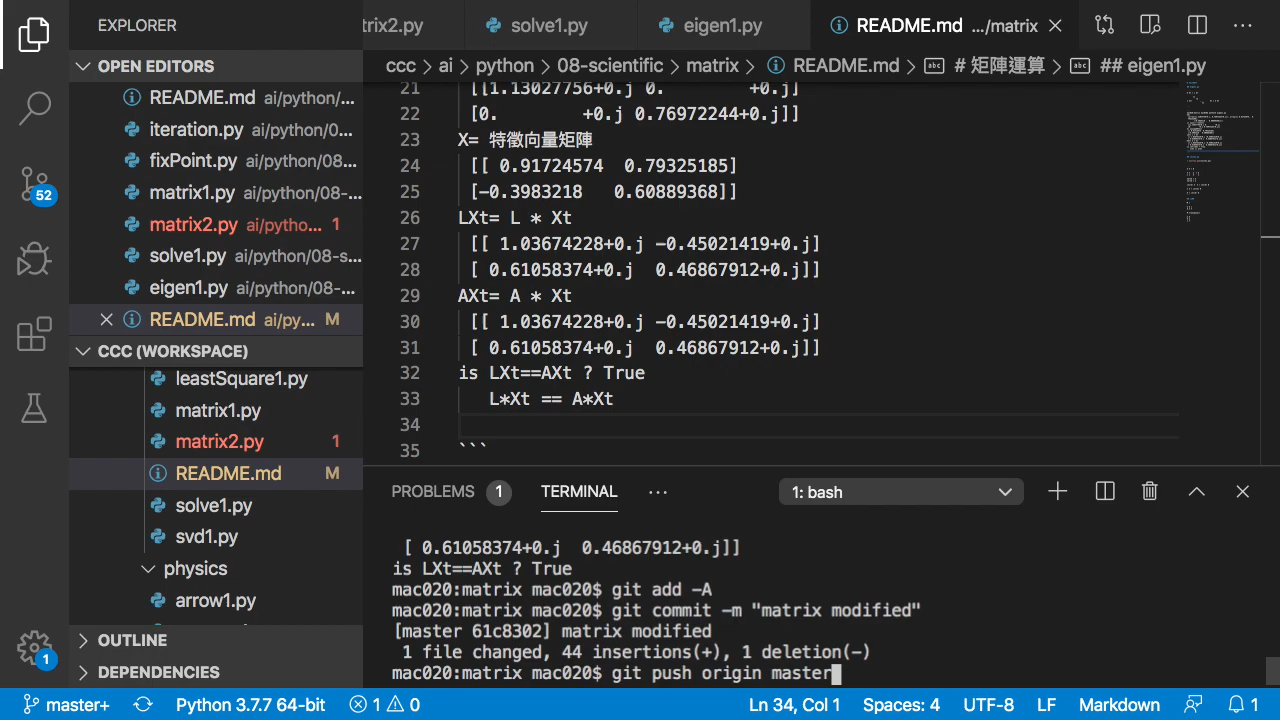 EXPLORER
trix2.py
solve1.py
eigen1.py
README.md .../matrix
OPEN EDITORS
README.md ai/python/...
iteration.py ai/python/0...
fixPoint.py ai/python/08...
matrix1.py ai/python/08-...
matrix2.py ai/pytho... 1
solve1.py ai/python/08-s...
eigen1.py ai/python/08-...
README.md ai/py... M
CCC (WORKSPACE)
leastSquare1.py
matrix1.py
matrix2.py 1
README.md M
solve1.py
svd1.py
physics
arrow1.py
OUTLINE
DEPENDENCIES
52
1
ccc > ai > python > 08-scientific > matrix > README.md > # 矩陣運算 > ## eigen1.py
21 [[1.13027756+0.j 0. +0.j]
22 [0. +0.j 0.76972244+0.j]]
23 X= 特徵向量矩陣
24 [[ 0.91724574 0.79325185]
25 [-0.3983218 0.60889368]]
26 LXt= L * Xt
27 [[ 1.03674228+0.j -0.45021419+0.j]
28 [ 0.61058374+0.j 0.46867912+0.j]]
29 AXt= A * Xt
30 [[ 1.03674228+0.j -0.45021419+0.j]
31 [ 0.61058374+0.j 0.46867912+0.j]]
32 is LXt==AXt ? True
33 L*Xt == A*Xt
34
35 ```
PROBLEMS 1 TERMINAL ... 1: bash
[ 0.61058374+0.j 0.46867912+0.j]]
is LXt==AXt ? True
mac020:matrix mac020$ git add -A
mac020:matrix mac020$ git commit -m "matrix modified"
[master 61c8302] matrix modified
1 file changed, 44 insertions(+), 1 deletion(-)
mac020:matrix mac020$ git push origin master
master+ Python 3.7.7 64-bit 1 0 Ln 34, Col 1 Spaces: 4 UTF-8 LF Markdown 1